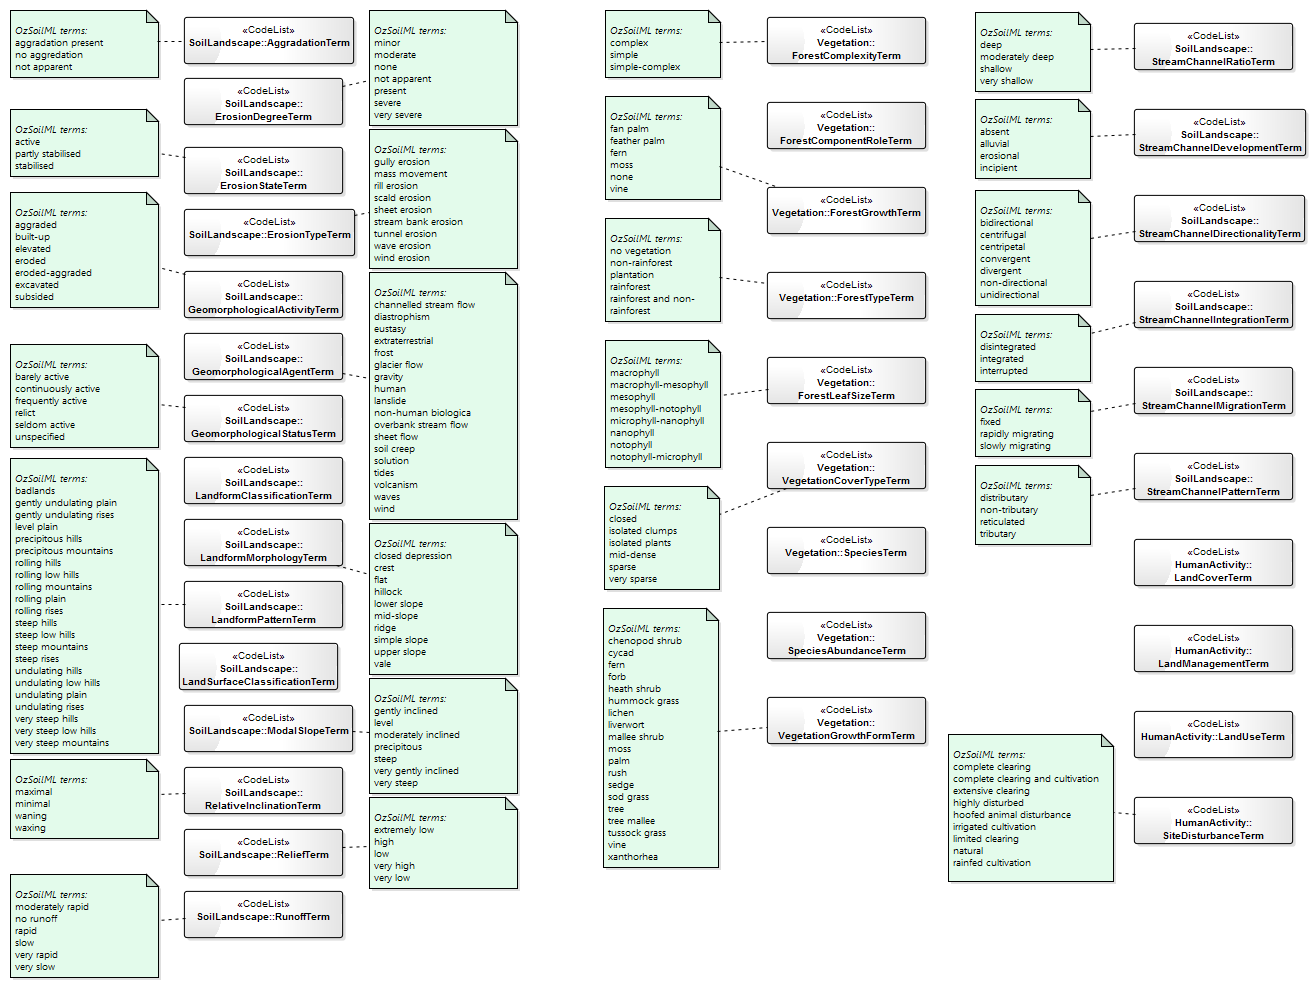 OzSoilML terms:
aggradation present
no aggredation
not apparent
«CodeList»
SoilLandscape::AggradationTerm
«CodeList»
SoilLandscape::
ErosionDegreeTerm
OzSoilML terms:
minor
moderate
none
not apparent
present
severe
very severe
OzSoilML terms:
active
partly stabilised
stabilised
«CodeList»
SoilLandscape::
ErosionStateTerm
OzSoilML terms:
gully erosion
mass movement
rill erosion
scald erosion
sheet erosion
stream bank erosion
tunnel erosion
wave erosion
wind erosion
«CodeList»
SoilLandscape::ErosionTypeTerm
OzSoilML terms:
aggraded
built-up
elevated
eroded
eroded-aggraded
excavated
subsided
«CodeList»
SoilLandscape::
GeomorphologicalActivityTerm
«CodeList»
SoilLandscape::
GeomorphologicalAgentTerm
OzSoilML terms:
channelled stream flow
diastrophism
eustasy
extraterrestrial
frost
glacier flow
gravity
human
lanslide
non-human biologica
overbank stream flow
sheet flow
soil creep
solution
tides
volcanism
waves
wind
OzSoilML terms:
barely active
continuously active
frequently active
relict
seldom active
unspecified
«CodeList»
SoilLandscape::
GeomorphologicalStatusTerm
«CodeList»
SoilLandscape::
LandformClassificationTerm
«CodeList»
SoilLandscape::
LandformMorphologyTerm
OzSoilML terms:
closed depression
crest
flat
hillock
lower slope
mid-slope
ridge
simple slope
upper slope
vale
OzSoilML terms:
badlands
gently undulating plain
gently undulating rises
level plain
precipitous hills
precipitous mountains
rolling hills
rolling low hills
rolling mountains
rolling plain
rolling rises
steep hills
steep low hills
steep mountains
steep rises
undulating hills
undulating low hills
undulating plain
undulating rises
very steep hills
very steep low hills
very steep mountains
«CodeList»
SoilLandscape::
LandformPatternTerm
«CodeList»
SoilLandscape::
LandSurfaceClassificationTerm
«CodeList»
SoilLandscape::ModalSlopeTerm
OzSoilML terms:
gently inclined
level
moderately inclined
precipitous
steep
very gently inclined
very steep
OzSoilML terms:
maximal
minimal
waning
waxing
«CodeList»
SoilLandscape::
RelativeInclinationTerm
«CodeList»
SoilLandscape::ReliefTerm
OzSoilML terms:
extremely low
high
low
very high
very low
OzSoilML terms:
moderately rapid
no runoff
rapid
slow
very rapid
very slow
«CodeList»
SoilLandscape::RunoffTerm
OzSoilML terms:
complex
simple
simple-complex
«CodeList»
Vegetation::
ForestComplexityTerm
«CodeList»
Vegetation::
ForestComponentRoleTerm
OzSoilML terms:
fan palm
feather palm
fern
moss
none
vine
«CodeList»
Vegetation::ForestGrowthTerm
OzSoilML terms:
no vegetation
non-rainforest
plantation
rainforest
rainforest and non-
rainforest
«CodeList»
Vegetation::ForestTypeTerm
OzSoilML terms:
macrophyll
macrophyll-mesophyll
mesophyll
mesophyll-notophyll
microphyll-nanophyll
nanophyll
notophyll
notophyll-microphyll
«CodeList»
Vegetation::
ForestLeafSizeTerm
«CodeList»
Vegetation::
VegetationCoverTypeTerm
OzSoilML terms:
closed
isolated clumps
isolated plants
mid-dense
sparse
very sparse
«CodeList»
Vegetation::SpeciesTerm
«CodeList»
Vegetation::
SpeciesAbundanceTerm
OzSoilML terms:
chenopod shrub
cycad
fern
forb
heath shrub
hummock grass
lichen
liverwort
mallee shrub
moss
palm
rush
sedge
sod grass
tree
tree mallee
tussock grass
vine
xanthorhea
«CodeList»
Vegetation::
VegetationGrowthFormTerm
OzSoilML terms:
deep
moderately deep
shallow
very shallow
«CodeList»
SoilLandscape::
StreamChannelRatioTerm
OzSoilML terms:
absent
alluvial
erosional
incipient
«CodeList»
SoilLandscape::
StreamChannelDevelopmentTerm
OzSoilML terms:
bidirectional
centrifugal
centripetal
convergent
divergent
non-directional
unidirectional
«CodeList»
SoilLandscape::
StreamChannelDirectionalityTerm
«CodeList»
SoilLandscape::
StreamChannelIntegrationTerm
OzSoilML terms:
disintegrated
integrated
interrupted
«CodeList»
SoilLandscape::
StreamChannelMigrationTerm
OzSoilML terms:
fixed
rapidly migrating
slowly migrating
«CodeList»
SoilLandscape::
StreamChannelPatternTerm
OzSoilML terms:
distributary
non-tributary
reticulated
tributary
«CodeList»
HumanActivity::
LandCoverTerm
«CodeList»
HumanActivity::
LandManagementTerm
«CodeList»
HumanActivity::LandUseTerm
OzSoilML terms:
complete clearing
complete clearing and cultivation
extensive clearing
highly disturbed
hoofed animal disturbance
irrigated cultivation
limited clearing
natural
rainfed cultivation
«CodeList»
HumanActivity::
SiteDisturbanceTerm